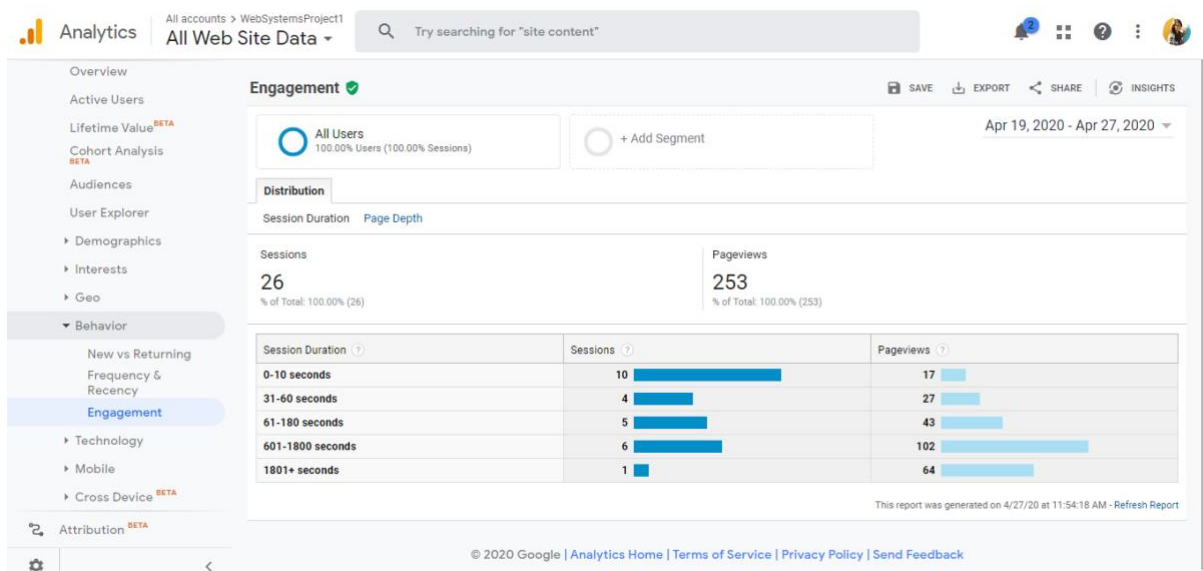 All accounts > WebSystemsProject1
Analytics
All Web Site Data
Try searching for "site content"
2
Overview
Active Users
Lifetime Value BETA
Cohort Analysis
BETA
Audiences
User Explorer
Demographics
Interests
Geo
Behavior
New vs Returning
Frequency &
Recency
Engagement
Technology
Mobile
Cross Device BETA
Attribution BETA
Engagement
SAVE EXPORT SHARE INSIGHTS
All Users
100.00% Users (100.00% Sessions)
+ Add Segment
Apr 19, 2020 - Apr 27, 2020
Distribution
Session Duration Page Depth
Sessions Pageviews
26 253
% of Total: 100.00% (26) % of Total: 100.00% (253)
Session Duration ? Sessions ? Pageviews ?
0-10 seconds 10 17
31-60 seconds 4 27
61-180 seconds 5 43
601-1800 seconds 6 102
1801+ seconds 1 64
This report was generated on 4/27/20 at 11:54:18 AM - Refresh Report
© 2020 Google | Analytics Home | Terms of Service | Privacy Policy | Send Feedback